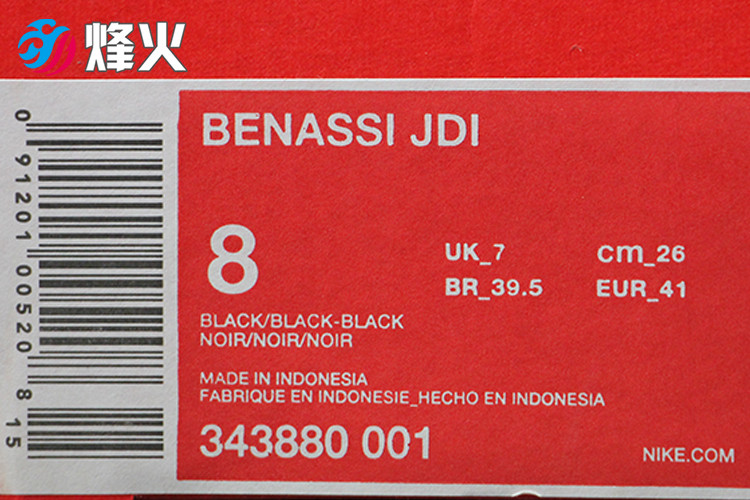 烽火
BENASSI JDI
8
UK_7 cm_26
BR_39.5 EUR_41
BLACK/BLACK-BLACK
NOIR/NOIR/NOIR
MADE IN INDONESIA
FABRIQUE EN INDONESIE_HECHO EN INDONESIA
343880 001
NIKE.COM
0 91201 00520 8 15